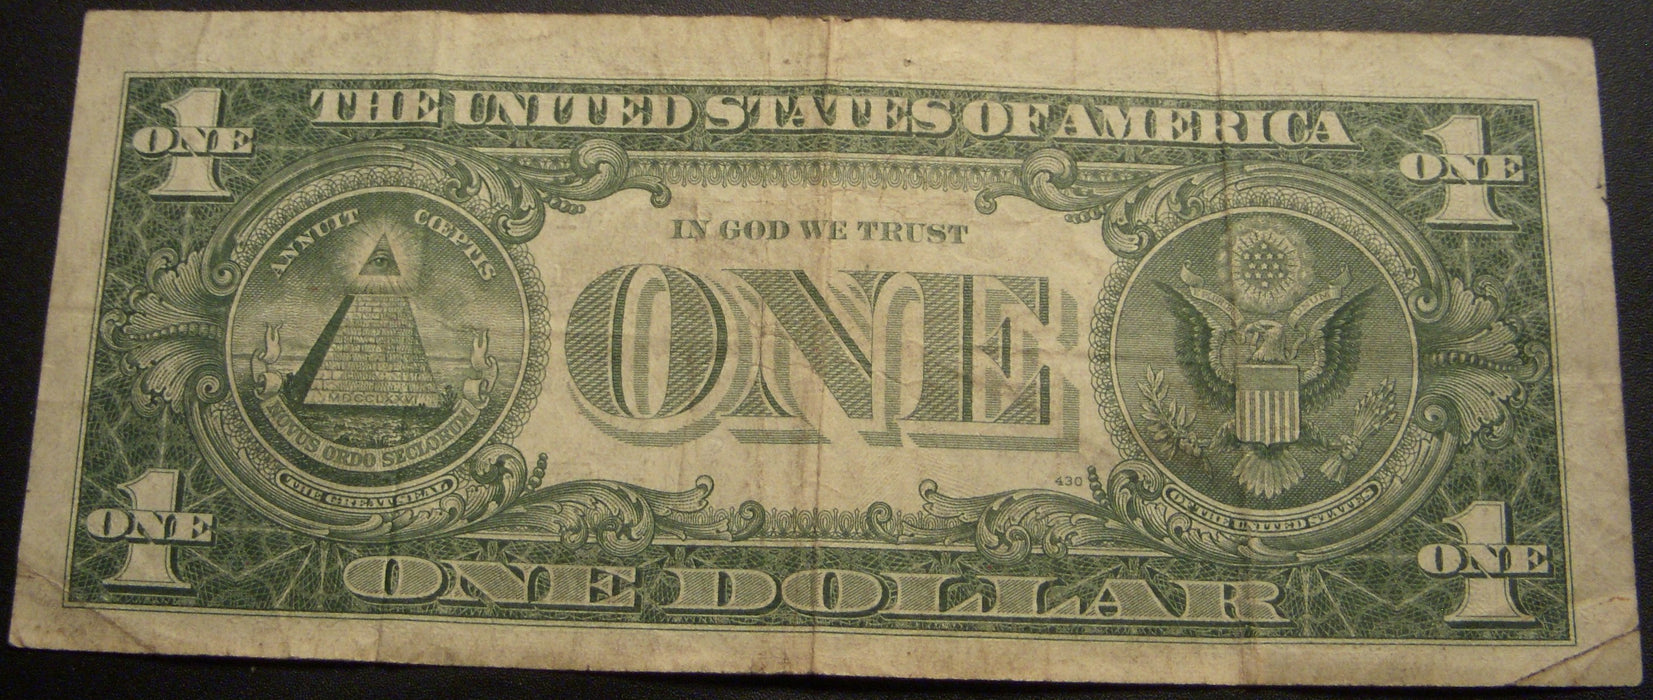 THE UNITED STATES OF AMERICA
ONE
1
ONE
1
ANNUIT CŒPTIS
IN GOD WE TRUST
ONE
MDCCLXXVI
NOVUS ORDO SECLORUM
THE GREAT SEAL
430
OF THE UNITED STATES
ONE
1
ONE
1
ONE DOLLAR